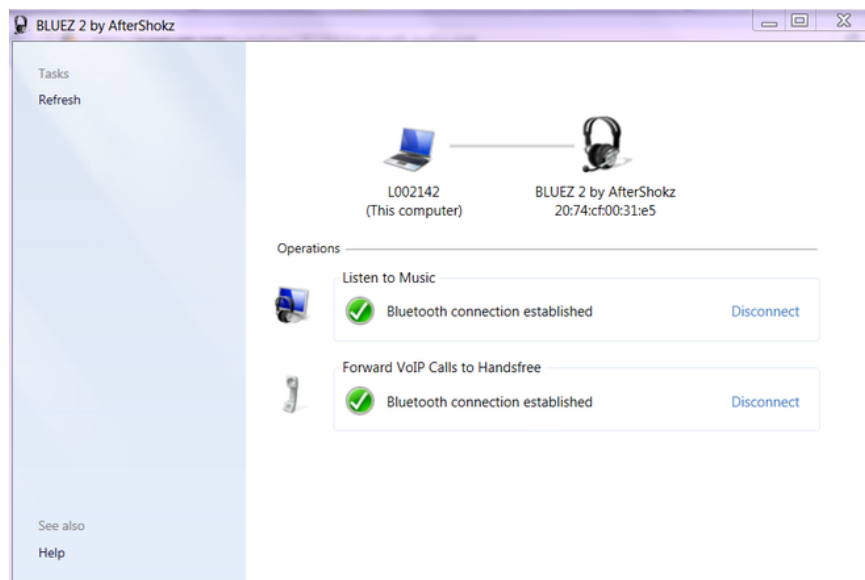 BLUEZ 2 by AfterShokz
Tasks
Refresh
L002142
(This computer)
BLUEZ 2 by AfterShokz
20:74:cf:00:31:e5
Operations
Listen to Music
Bluetooth connection established
Disconnect
Forward VoIP Calls to Handsfree
Bluetooth connection established
Disconnect
See also
Help